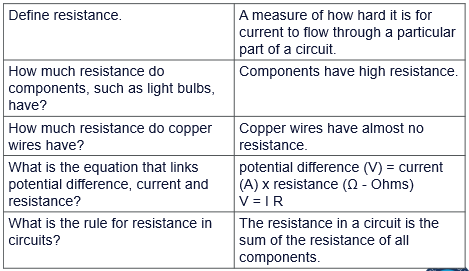 Define resistance.
A measure of how hard it is for
current to flow through a particular
part of a circuit.
How much resistance do
components, such as light bulbs,
have?
Components have high resistance.
How much resistance do copper
wires have?
Copper wires have almost no
resistance.
What is the equation that links
potential difference, current and
resistance?
potential difference (V) = current
(A) x resistance (Ω - Ohms)
V = I R
What is the rule for resistance in
circuits?
The resistance in a circuit is the
sum of the resistance of all
components.